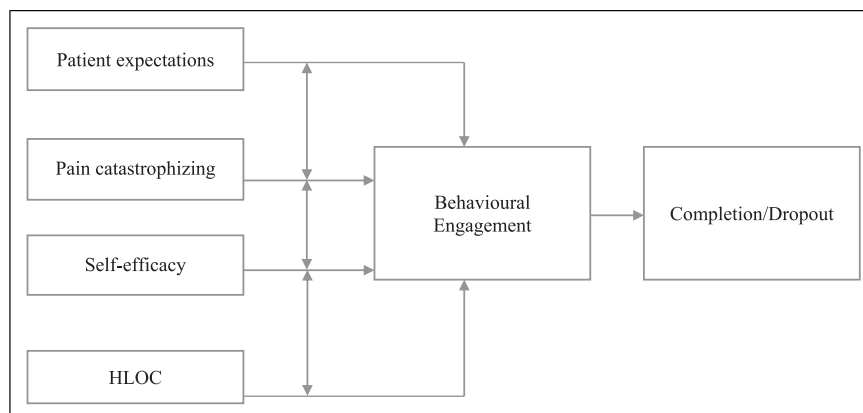 Patient expectations
Pain catastrophizing
Self-efficacy
HLOC
Behavioural
Engagement
Completion/Dropout